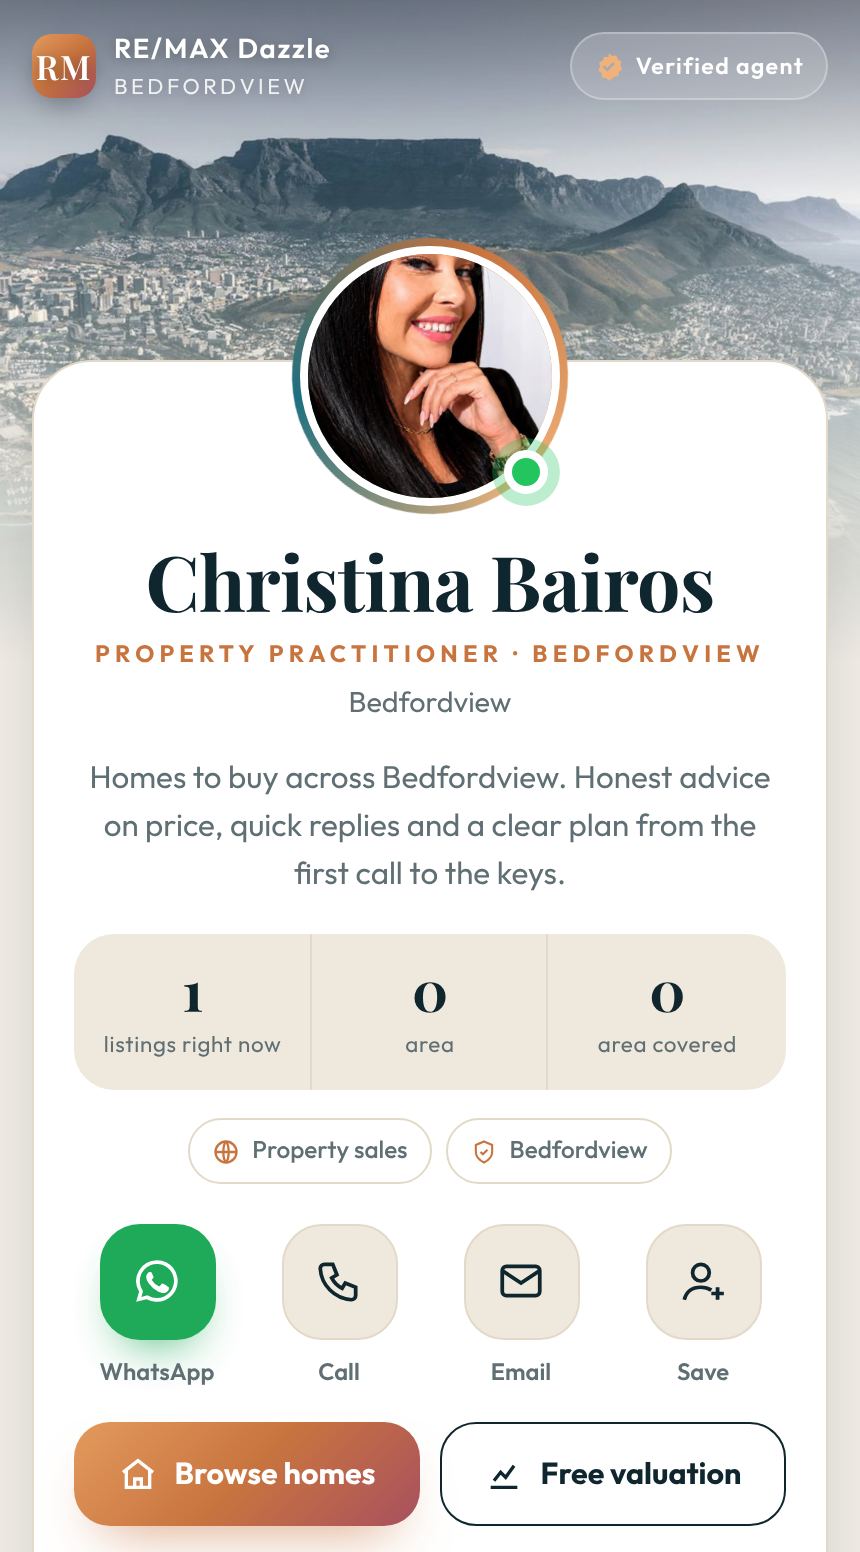 RM
RE/MAX Dazzle
BEDFORDVIEW
Verified agent
Christina Bairos
PROPERTY PRACTITIONER · BEDFORDVIEW
Bedfordview
Homes to buy across Bedfordview. Honest advice
on price, quick replies and a clear plan from the
first call to the keys.
1
listings right now
0
area
0
area covered
Property sales
Bedfordview
WhatsApp
Call
Email
Save
Browse homes
Free valuation